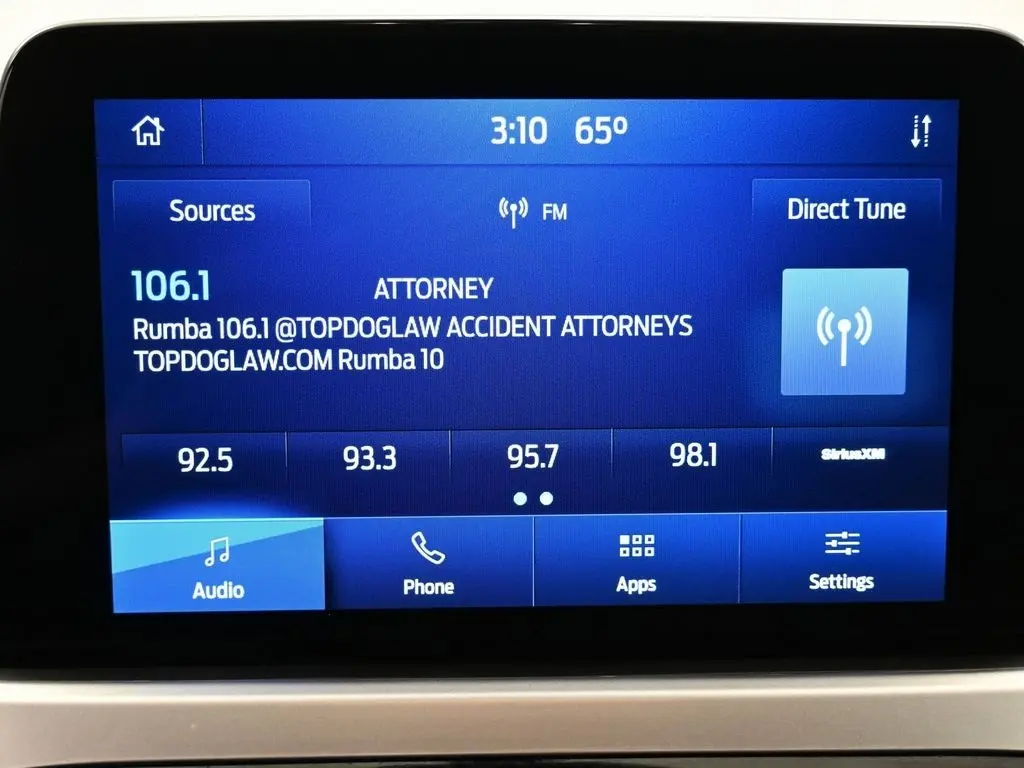 3:10 65º
Sources
FM
Direct Tune
106.1 ATTORNEY
Rumba 106.1 @TOPDOGLAW ACCIDENT ATTORNEYS
TOPDOGLAW.COM Rumba 10
92.5 93.3 95.7 98.1 SiriusXM
Audio Phone Apps Settings